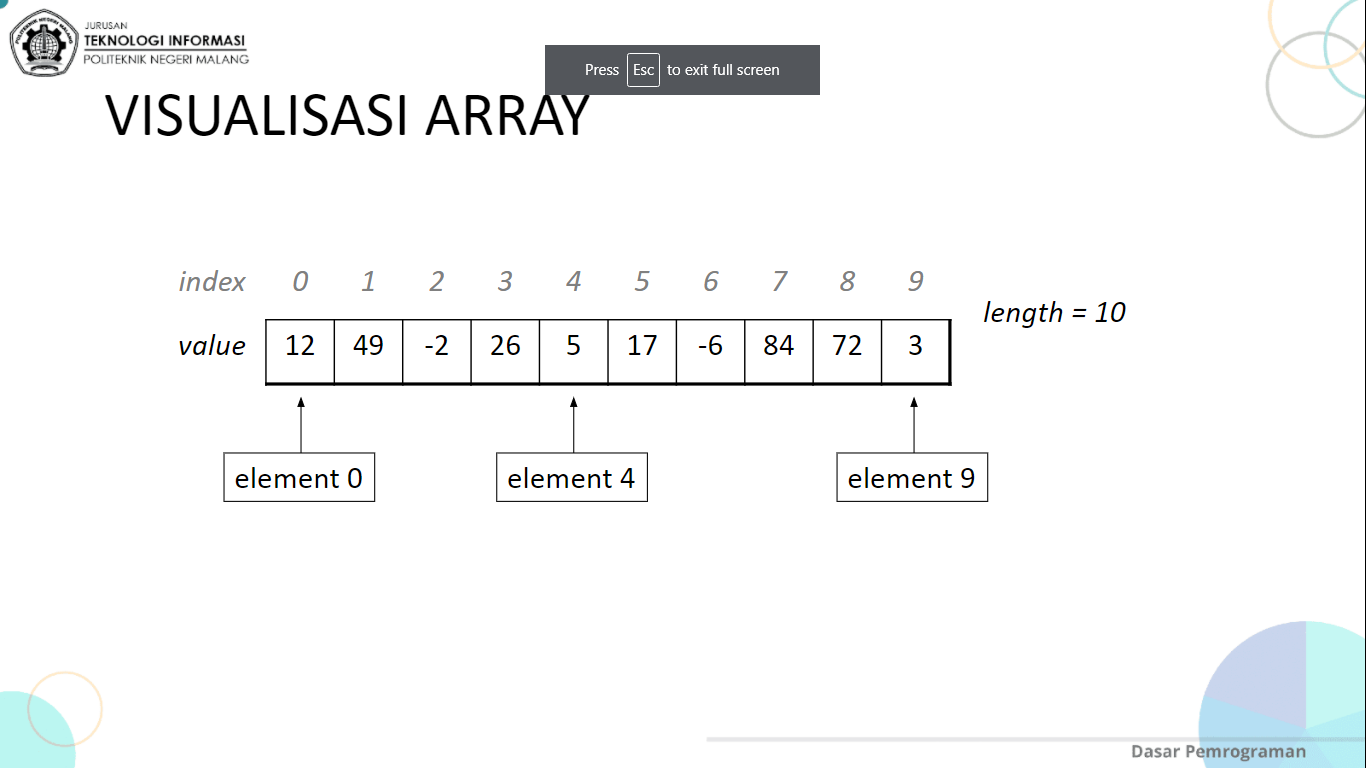 JURUSAN
TEKNOLOGI INFORMASI
POLITEKNIK NEGERI MALANG
Press Esc to exit full screen
VISUALISASI ARRAY
index 0 1 2 3 4 5 6 7 8 9
length = 10
value 12 49 -2 26 5 17 -6 84 72 3
element 0 element 4 element 9
Dasar Pemrograman